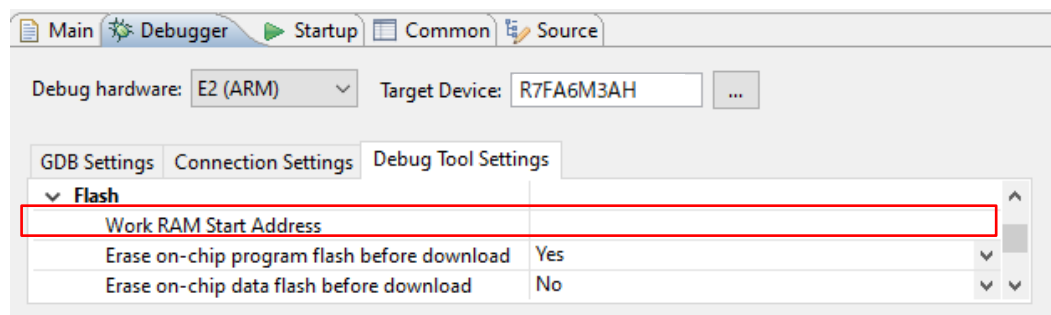 Main Debugger Startup Common Source
Debug hardware: E2 (ARM) Target Device: R7FA6M3AH ...
GDB Settings Connection Settings Debug Tool Settings
Flash
Work RAM Start Address
Erase on-chip program flash before download Yes
Erase on-chip data flash before download No